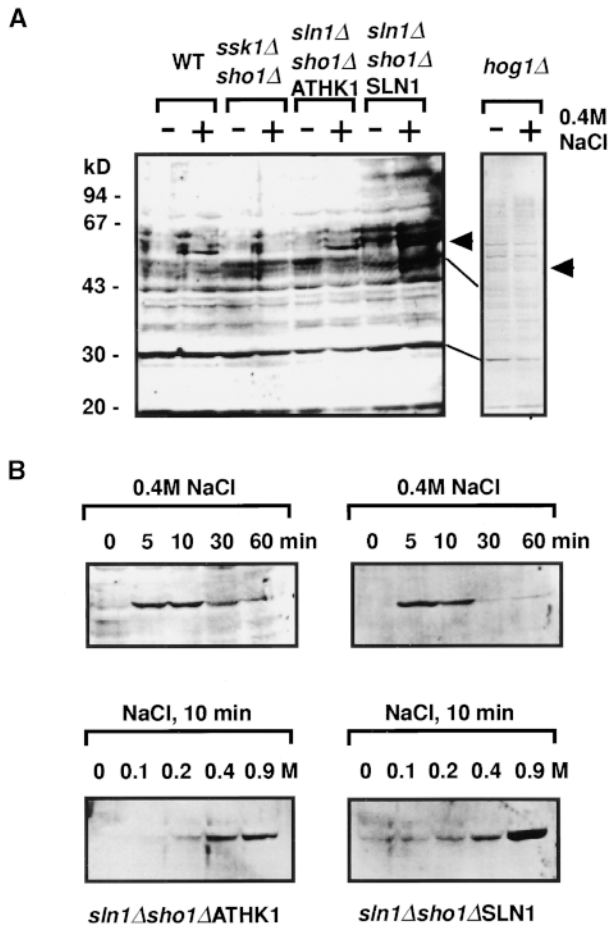 A
WT ssk1Δ sho1Δ sln1Δ sho1Δ ATHK1 sln1Δ sho1Δ SLN1 hog1Δ
- + - + - + - + - + 0.4M NaCl
kD
94 -
67 -
43 -
30 -
20 -
B
0.4M NaCl 0.4M NaCl
0 5 10 30 60 min 0 5 10 30 60 min
NaCl, 10 min NaCl, 10 min
0 0.1 0.2 0.4 0.9 M 0 0.1 0.2 0.4 0.9 M
sln1Δsho1ΔATHK1 sln1Δsho1ΔSLN1